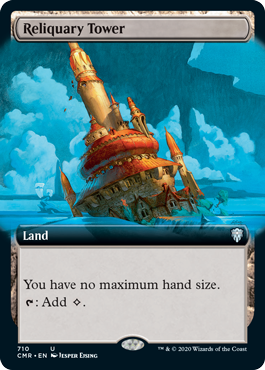 Reliquary Tower
Land
You have no maximum hand size.
: Add .
710 U
CMR • EN Jesper Ejsing ™ & © 2020 Wizards of the Coast